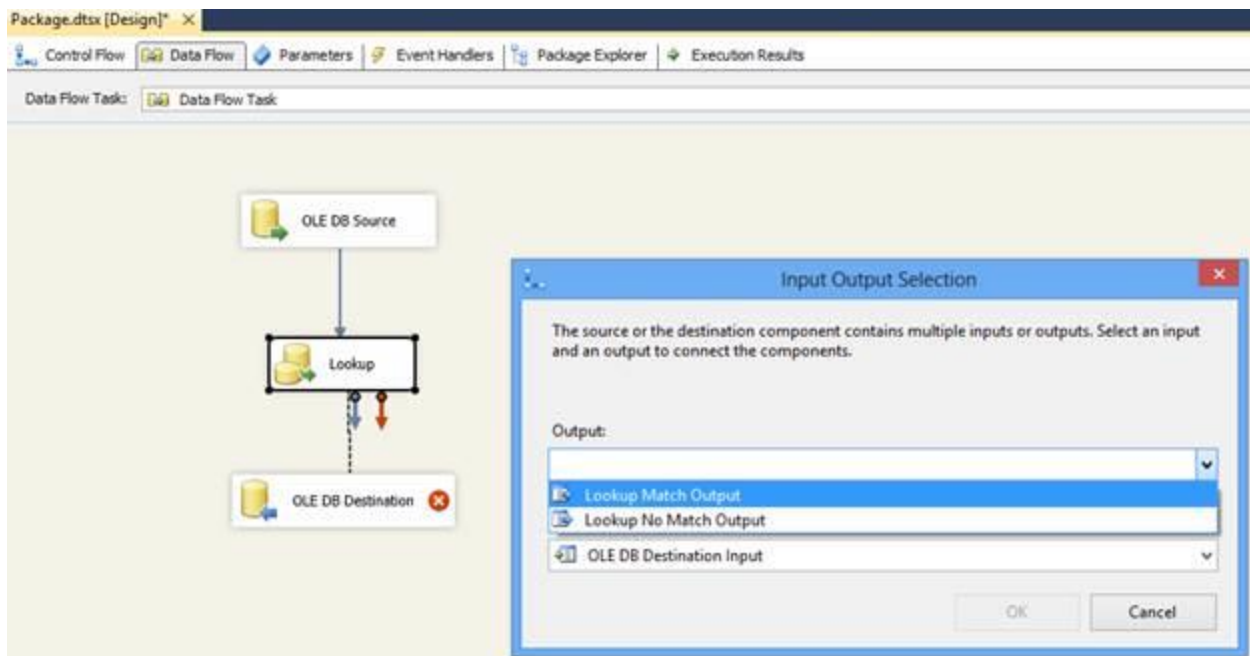 Package.dtsx [Design]*
Control Flow Data Flow Parameters Event Handlers Package Explorer Execution Results
Data Flow Task: Data Flow Task
OLE DB Source
Lookup
OLE DB Destination
Input Output Selection
The source or the destination component contains multiple inputs or outputs. Select an input
and an output to connect the components.
Output:
Lookup Match Output
Lookup No Match Output
OLE DB Destination Input
OK Cancel